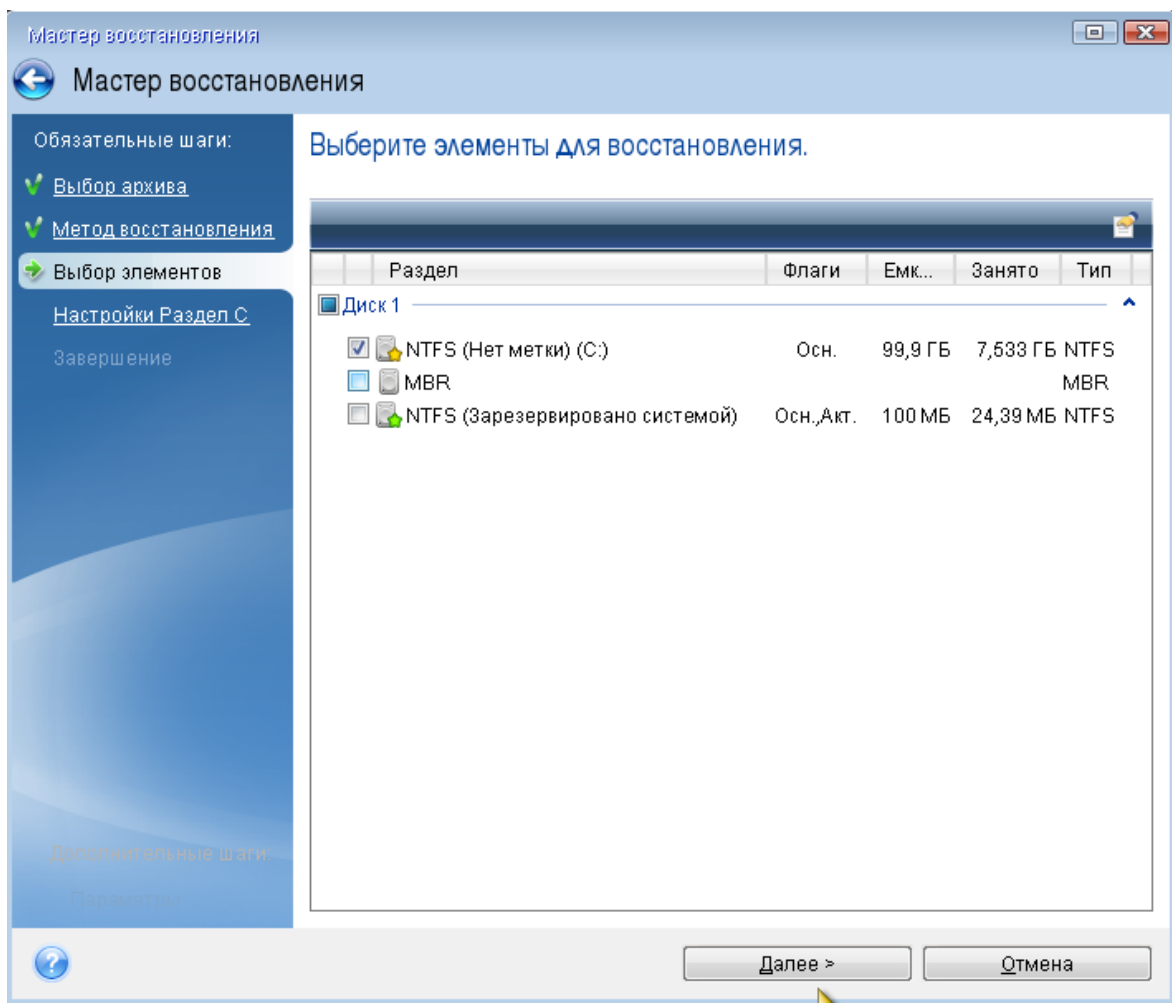 Мастер восстановления
Мастер восстановления
Обязательные шаги:
Выбор архива
Метод восстановления
Выбор элементов
Настройки Раздел C
Завершение
Дополнительные шаги:
Параметры
Выберите элементы для восстановления.
Раздел Флаги Емк... Занято Тип
Диск 1
NTFS (Нет метки) (C:) Осн. 99,9 ГБ 7,533 ГБ NTFS
MBR MBR
NTFS (Зарезервировано системой) Осн.,Акт. 100 МБ 24,39 МБ NTFS
Далее >
Отмена